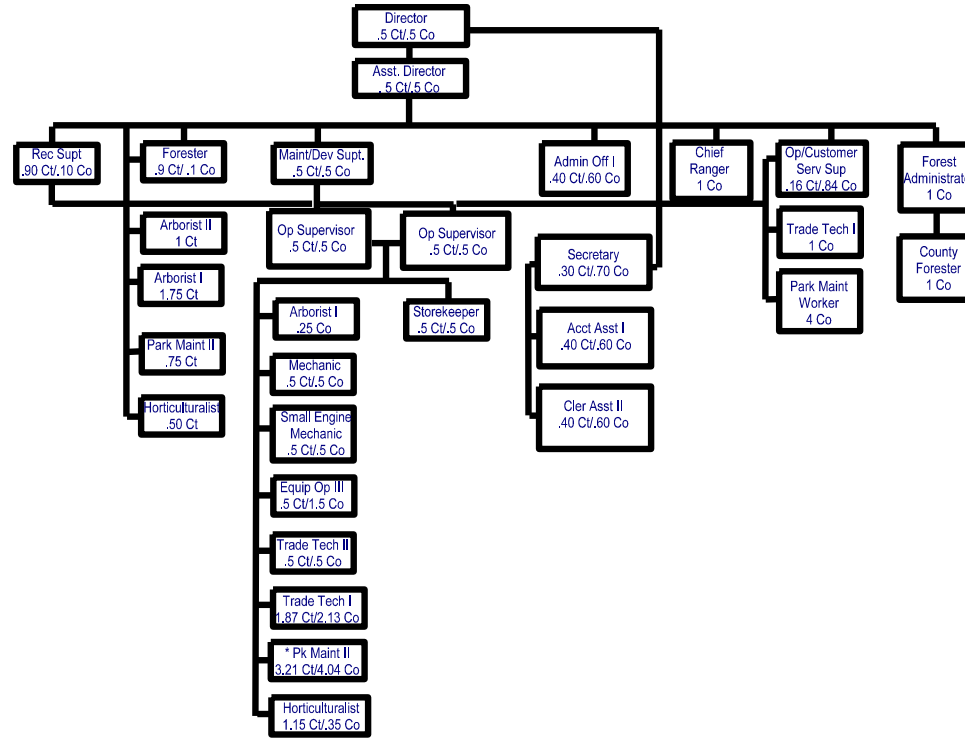 Director
.5 Ct/.5 Co
Asst. Director
.5 Ct/.5 Co
Rec Supt
.90 Ct/.10 Co
Forester
.9 Ct/ .1 Co
Maint/Dev Supt.
.5 Ct/.5 Co
Admin Off I
.40 Ct/.60 Co
Chief
Ranger
1 Co
Op/Customer
Serv Sup
.16 Ct/.84 Co
Forest
Administrato
1 Co
Arborist II
1 Ct
Arborist I
1.75 Ct
Park Maint II
.75 Ct
Horticulturalist
.50 Ct
Op Supervisor
.5 Ct/.5 Co
Op Supervisor
.5 Ct/.5 Co
Arborist I
.25 Co
Storekeeper
.5 Ct/.5 Co
Mechanic
.5 Ct/.5 Co
Small Engine
Mechanic
.5 Ct/.5 Co
Equip Op III
.5 Ct/1.5 Co
Trade Tech II
.5 Ct/.5 Co
Trade Tech I
1.87 Ct/2.13 Co
* Pk Maint II
3.21 Ct/4.04 Co
Horticulturalist
1.15 Ct/.35 Co
Secretary
.30 Ct/.70 Co
Acct Asst I
.40 Ct/.60 Co
Cler Asst II
.40 Ct/.60 Co
Trade Tech I
1 Co
Park Maint
Worker
4 Co
County
Forester
1 Co